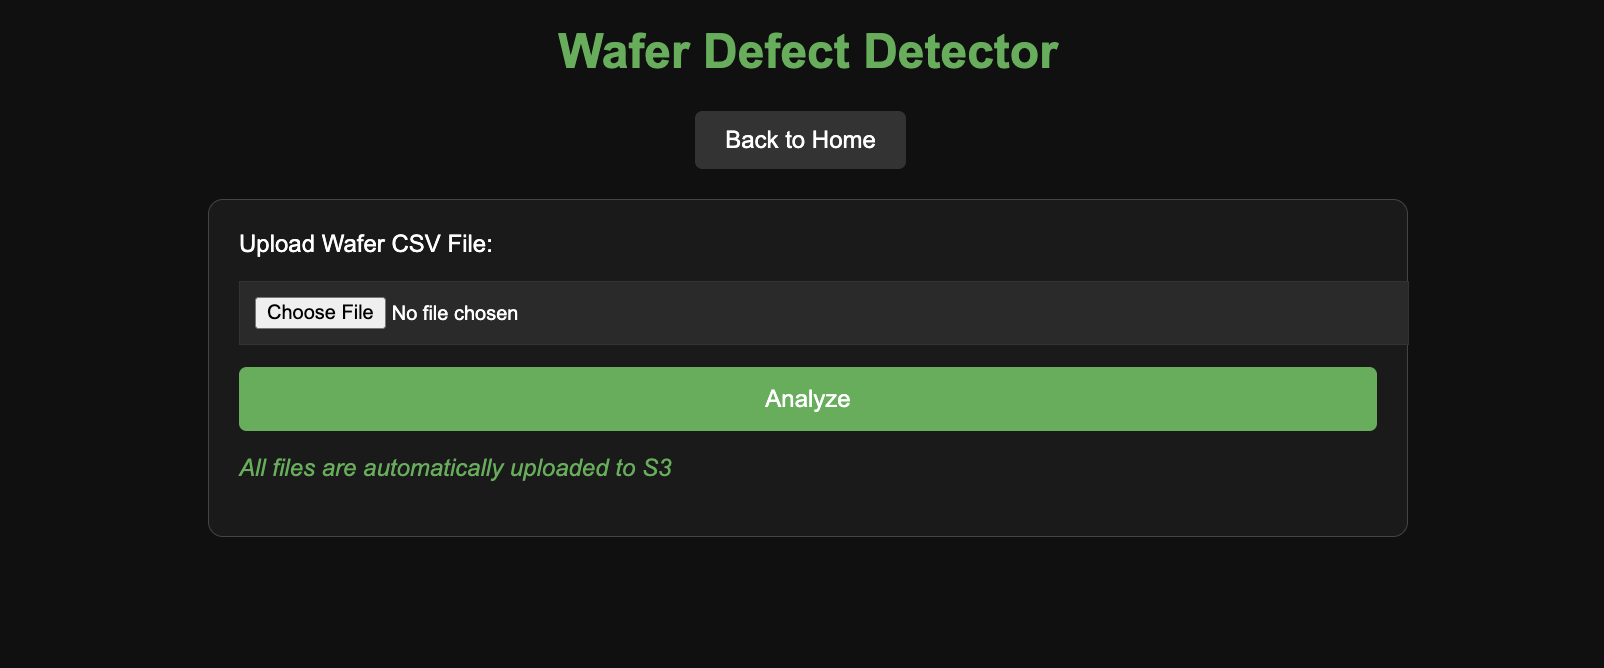 Wafer Defect Detector
Back to Home
Upload Wafer CSV File:
Choose File No file chosen
Analyze
All files are automatically uploaded to S3